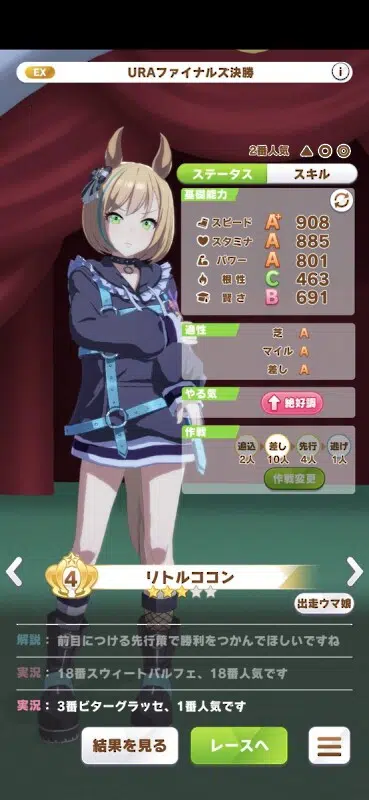 EX
URAファイナルズ決勝
i
2番人気 △ ◎ ◎
ステータス スキル
基礎能力
スピード A+ 908
スタミナ A 885
パワー A 801
根性 C 463
賢さ B 691
適性
芝 A
マイル A
差し A
やる気
絶好調
作戦
追込 差し 先行 逃げ
2人 10人 4人 1人
作戦変更
4
リトルココン
出走ウマ娘
解説： 前目につける先行策で勝利をつかんでほしいですね
実況： 18番スウィートパルフェ、18番人気です
実況： 3番ビターグラッセ、1番人気です
結果を見る
レースへ